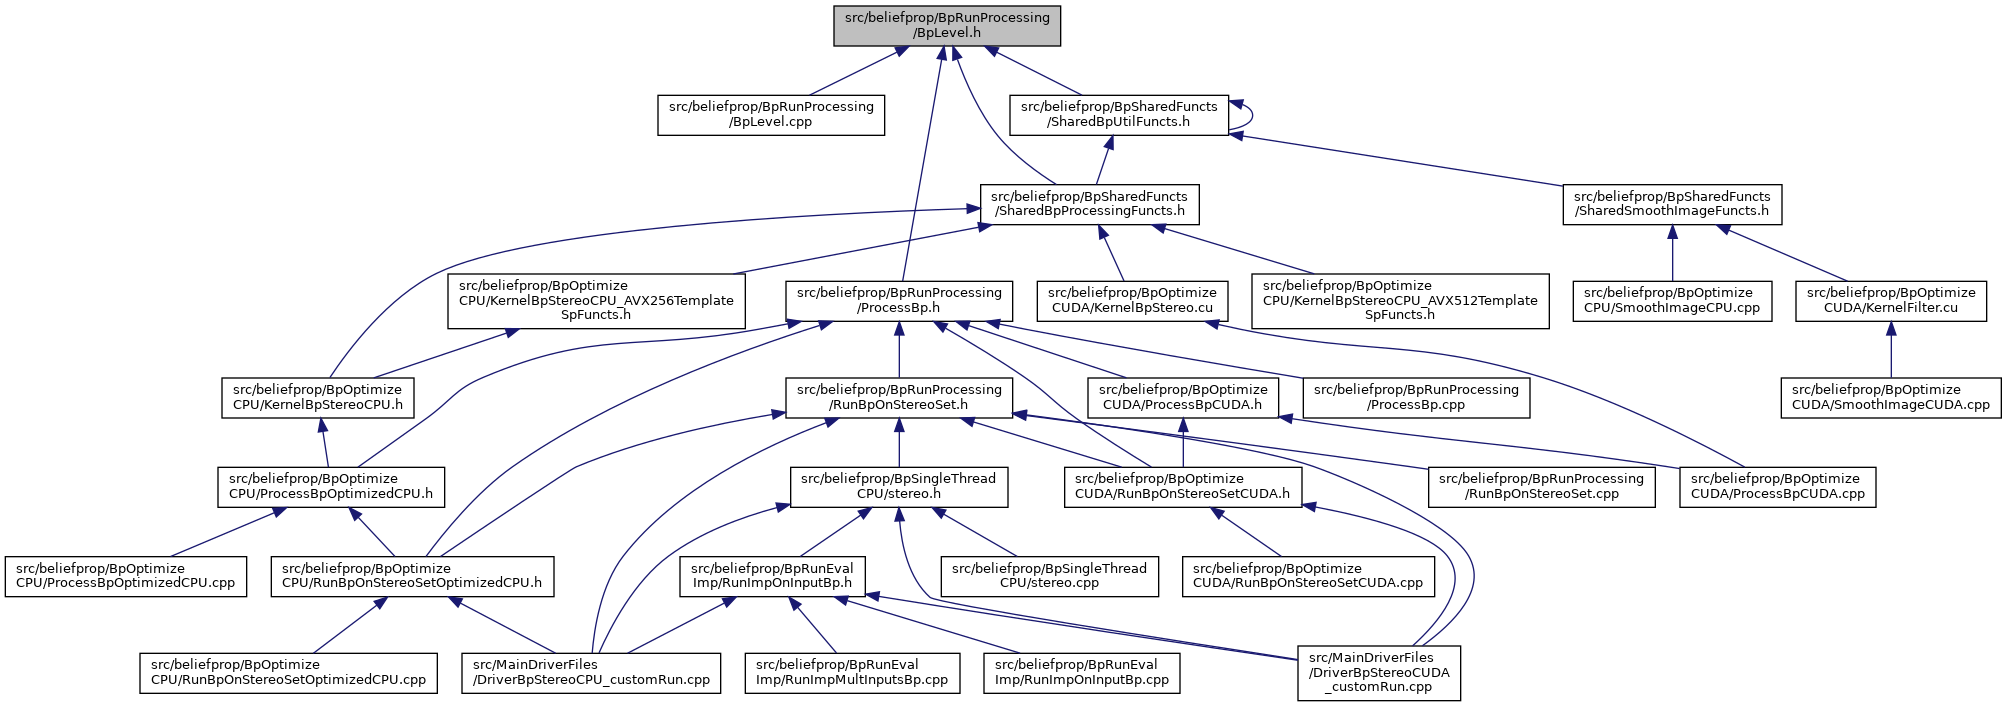 src/beliefprop/BpRunProcessing
/BpLevel.h
src/beliefprop/BpRunProcessing
/BpLevel.cpp
src/beliefprop/BpSharedFuncts
/SharedBpUtilFuncts.h
src/beliefprop/BpSharedFuncts
/SharedBpProcessingFuncts.h
src/beliefprop/BpSharedFuncts
/SharedSmoothImageFuncts.h
src/beliefprop/BpOptimize
CPU/KernelBpStereoCPU_AVX256Template
SpFuncts.h
src/beliefprop/BpRunProcessing
/ProcessBp.h
src/beliefprop/BpOptimize
CUDA/KernelBpStereo.cu
src/beliefprop/BpOptimize
CPU/KernelBpStereoCPU_AVX512Template
SpFuncts.h
src/beliefprop/BpOptimize
CPU/SmoothImageCPU.cpp
src/beliefprop/BpOptimize
CUDA/KernelFilter.cu
src/beliefprop/BpOptimize
CPU/KernelBpStereoCPU.h
src/beliefprop/BpRunProcessing
/RunBpOnStereoSet.h
src/beliefprop/BpOptimize
CUDA/ProcessBpCUDA.h
src/beliefprop/BpRunProcessing
/ProcessBp.cpp
src/beliefprop/BpOptimize
CUDA/SmoothImageCUDA.cpp
src/beliefprop/BpOptimize
CPU/ProcessBpOptimizedCPU.h
src/beliefprop/BpSingleThread
CPU/stereo.h
src/beliefprop/BpOptimize
CUDA/RunBpOnStereoSetCUDA.h
src/beliefprop/BpRunProcessing
/RunBpOnStereoSet.cpp
src/beliefprop/BpOptimize
CUDA/ProcessBpCUDA.cpp
src/beliefprop/BpOptimize
CPU/ProcessBpOptimizedCPU.cpp
src/beliefprop/BpOptimize
CPU/RunBpOnStereoSetOptimizedCPU.h
src/beliefprop/BpRunEval
Imp/RunImpOnInputBp.h
src/beliefprop/BpSingleThread
CPU/stereo.cpp
src/beliefprop/BpOptimize
CUDA/RunBpOnStereoSetCUDA.cpp
src/beliefprop/BpOptimize
CPU/RunBpOnStereoSetOptimizedCPU.cpp
src/MainDriverFiles
/DriverBpStereoCPU_customRun.cpp
src/beliefprop/BpRunEval
Imp/RunImpMultInputsBp.cpp
src/beliefprop/BpRunEval
Imp/RunImpOnInputBp.cpp
src/MainDriverFiles
/DriverBpStereoCUDA
_customRun.cpp